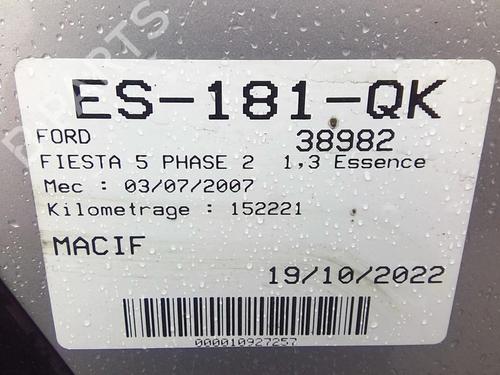 ES-181-QK
FORD 38982
FIESTA 5 PHASE 2 1,3 Essence
Mec : 03/07/2007
Kilometrage : 152221
MACIF
19/10/2022
000010927257